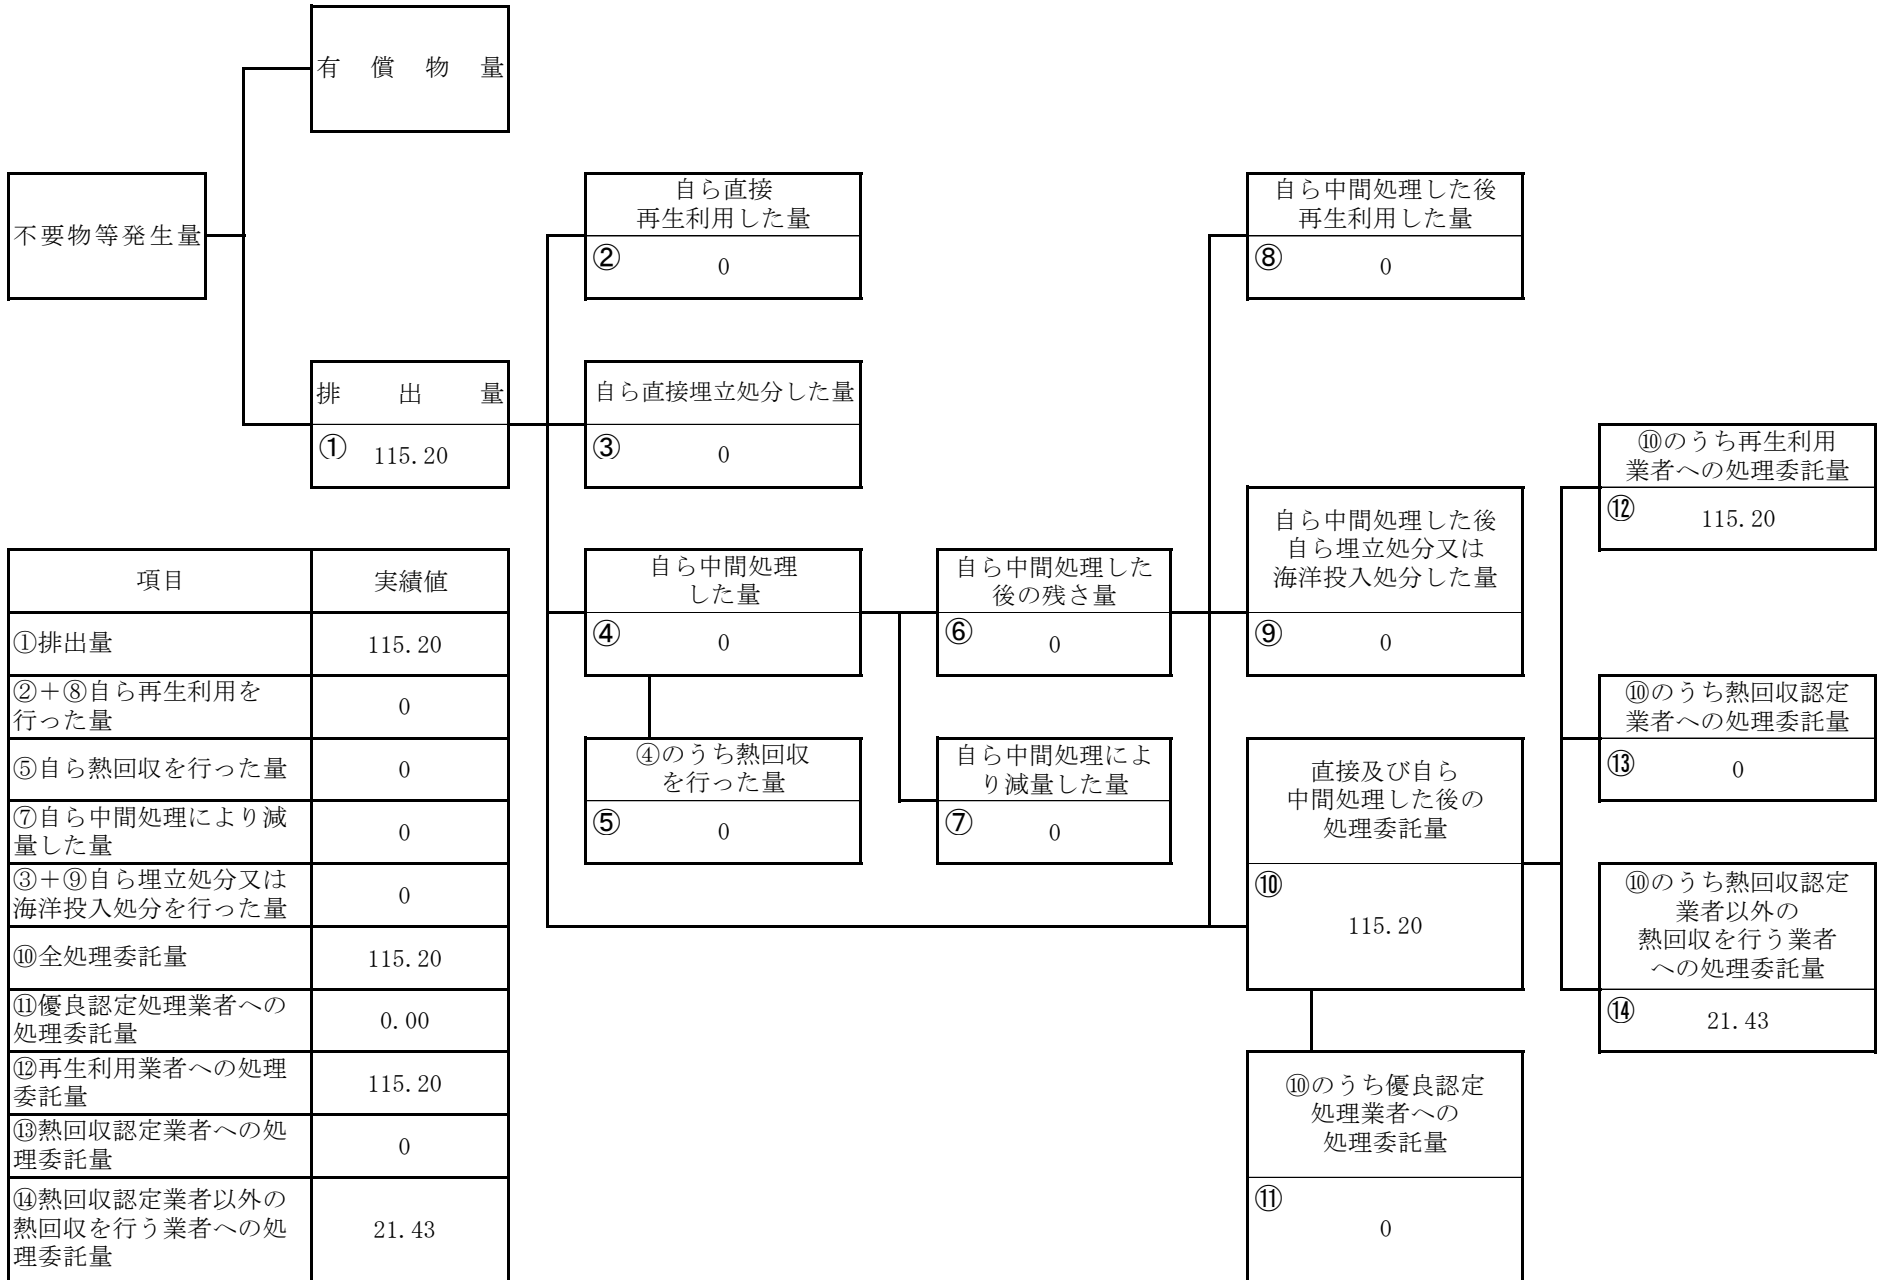 有償物量
不要物等発生量
排出量
① 115.20
自ら直接
再生利用した量
② 0
自ら直接埋立処分した量
③ 0
自ら中間処理
した量
④ 0
④のうち熱回収
を行った量
⑤ 0
自ら中間処理した
後の残さ量
⑥ 0
自ら中間処理によ
り減量した量
⑦ 0
自ら中間処理した後
再生利用した量
⑧ 0
自ら中間処理した後
自ら埋立処分又は
海洋投入処分した量
⑨ 0
直接及び自ら
中間処理した後の
処理委託量
⑩
115.20
⑩のうち優良認定
処理業者への
処理委託量
⑪
0
⑩のうち再生利用
業者への処理委託量
⑫ 115.20
⑩のうち熱回収認定
業者への処理委託量
⑬ 0
⑩のうち熱回収認定
業者以外の
熱回収を行う業者
への処理委託量
⑭ 21.43
項目 実績値
①排出量 115.20
②+⑧自ら再生利用を
行った量 0
⑤自ら熱回収を行った量 0
⑦自ら中間処理により減
量した量 0
③+⑨自ら埋立処分又は
海洋投入処分を行った量 0
⑩全処理委託量 115.20
⑪優良認定処理業者への
処理委託量 0.00
⑫再生利用業者への処理
委託量 115.20
⑬熱回収認定業者への処
理委託量 0
⑭熱回収認定業者以外の
熱回収を行う業者への処
理委託量 21.43